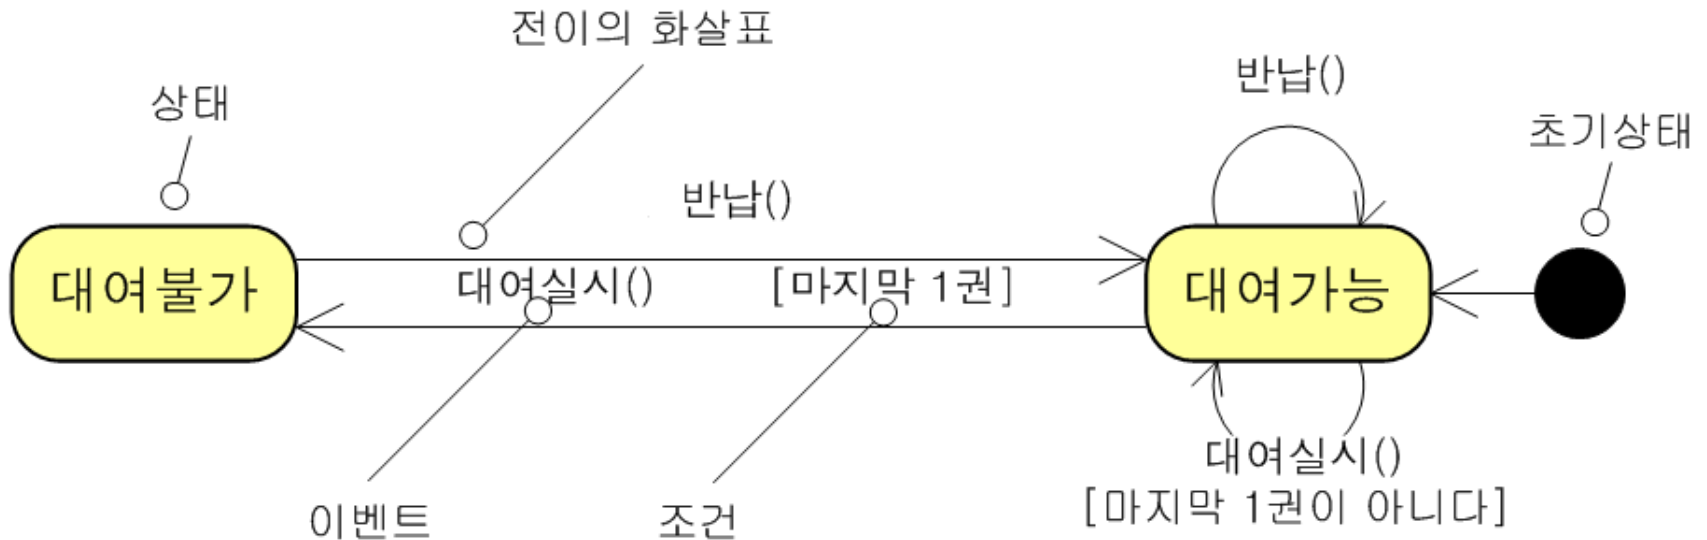 전이의 화살표
반납()
상태
초기상태
반납()
대여불가
대여실시() [마지막 1권]
대여가능
대여실시()
[마지막 1권이 아니다]
이벤트
조건